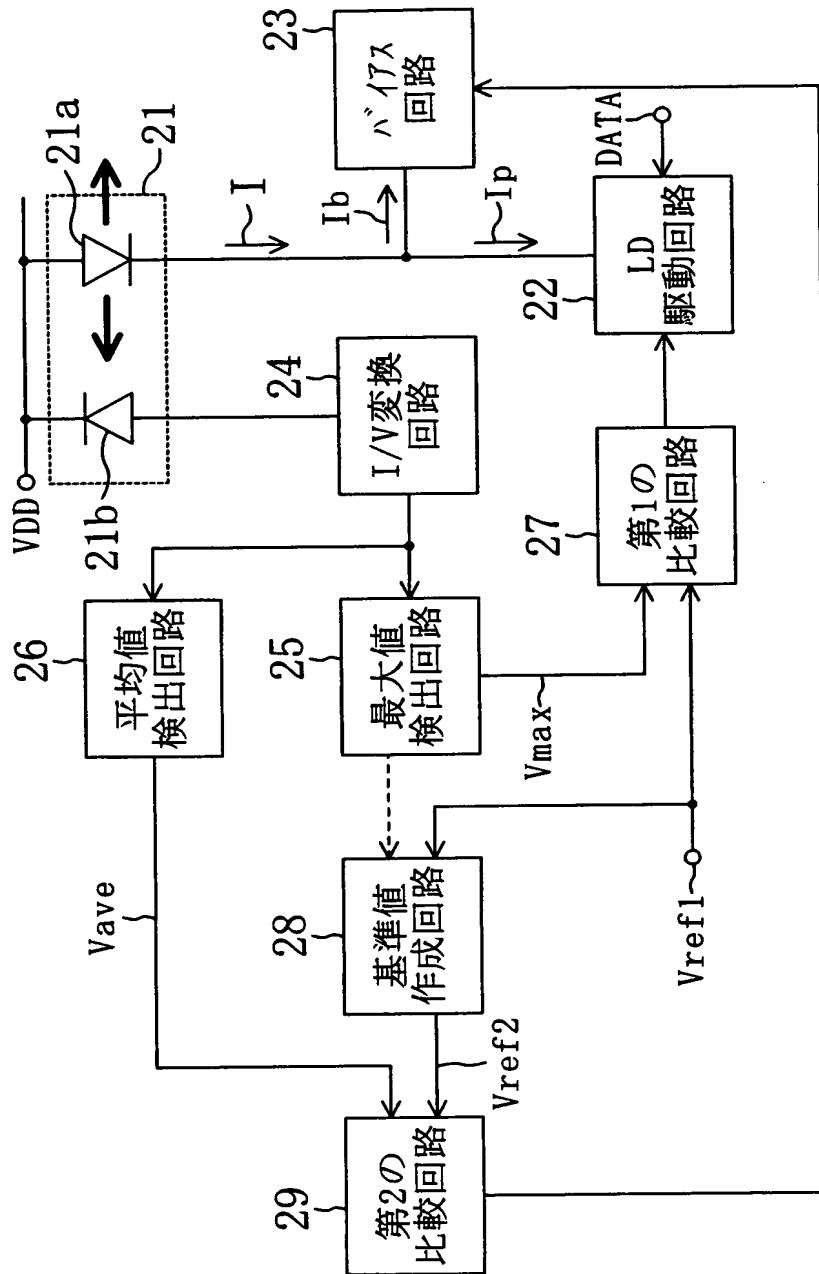 VDD
21b
21a
21
I
Ib
Ip
23
バイアス
回路
24
I/V変換
回路
26
平均値
検出回路
Vave
25
最大値
検出回路
Vmax
28
基準値
作成回路
Vref2
29
第2の
比較回路
27
第1の
比較回路
22
LD
駆動回路
DATA
Vref1